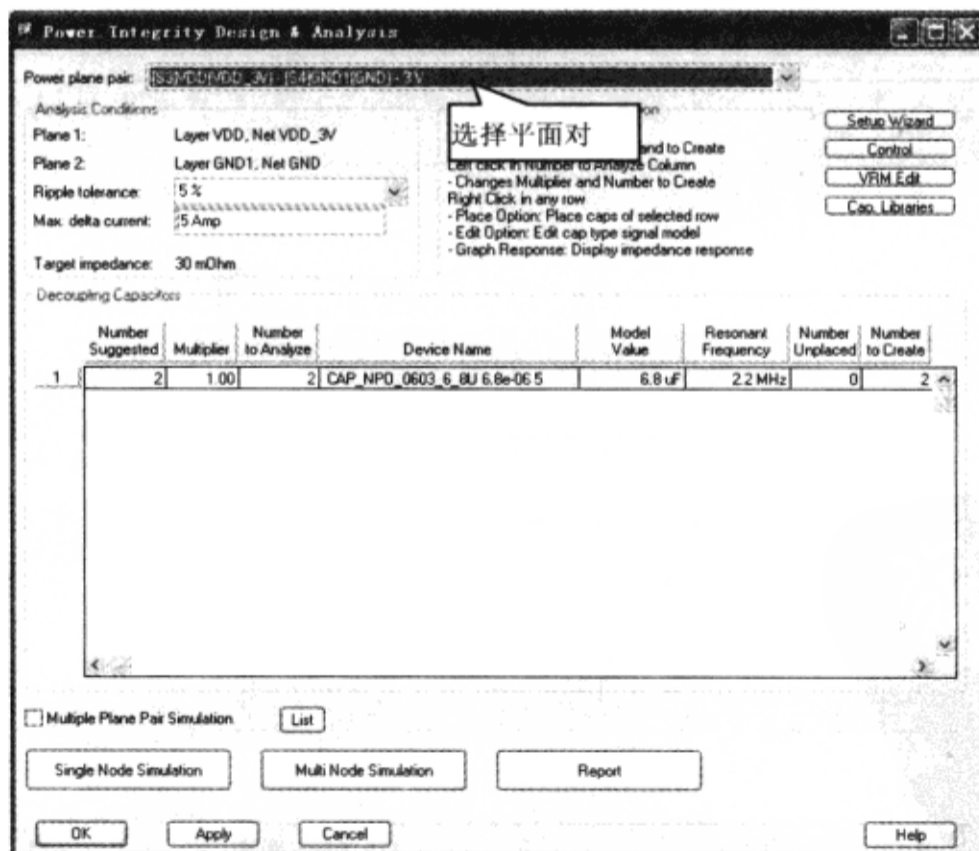 Power Integrity Design & Analysis
Power plane pair: [S3|VDD|VDD_3V] - [S4|GND1|GND] - 3 V
选择平面对
Analysis Conditions
Plane 1: Layer VDD, Net VDD_3V
Plane 2: Layer GND1, Net GND
Ripple tolerance: 5 %
Max. delta current: 5 Amp
Target impedance: 30 mOhm
and to Create
Left click in Number to Analyze Column
- Changes Multiplier and Number to Create
Right Click in any row
- Place Option: Place caps of selected row
- Edit Option: Edit cap type signal model
- Graph Response: Display impedance response
Setup Wizard
Control
VRM Edit
Cap. Libraries
Decoupling Capacitors
Number Suggested Multiplier Number to Analyze Device Name Model Value Resonant Frequency Number Unplaced Number to Create
1 2 1.00 2 CAP_NPO_0603_6_8U 6.8e-06 5 6.8 uF 2.2 MHz 0 2
Multiple Plane Pair Simulation List
Single Node Simulation Multi Node Simulation Report
OK Apply Cancel Help